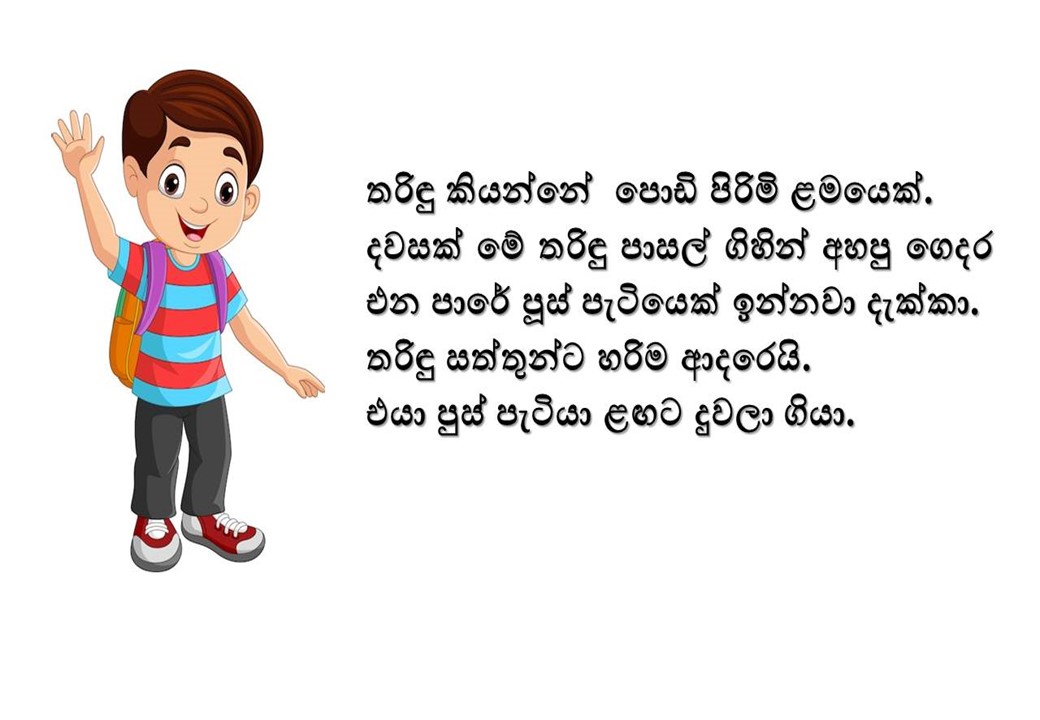 තරිඳු කියන්නේ පොඩි පිරිමි ළමයෙක්.
දවසක් මේ තරිඳු පාසල් ගිහින් අහපු ගෙදර
එන පාරේ පූස් පැටියෙක් ඉන්නවා දැක්කා.
තරිඳු සත්තුන්ට හරිම ආදරෙයි.
එයා පුස් පැටියා ළඟට දුවලා ගියා.